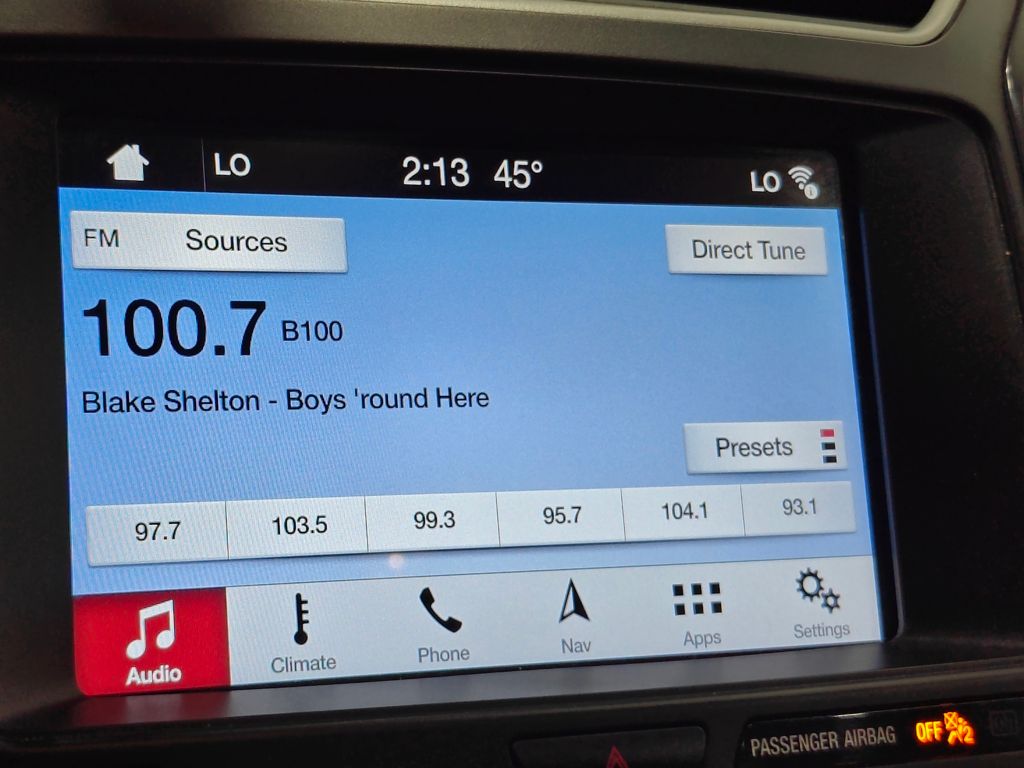 LO 2:13 45° LO
FM Sources Direct Tune
100.7 B100
Blake Shelton - Boys 'round Here
Presets
97.7 103.5 99.3 95.7 104.1 93.1
Audio Climate Phone Nav Apps Settings
PASSENGER AIRBAG OFF 2